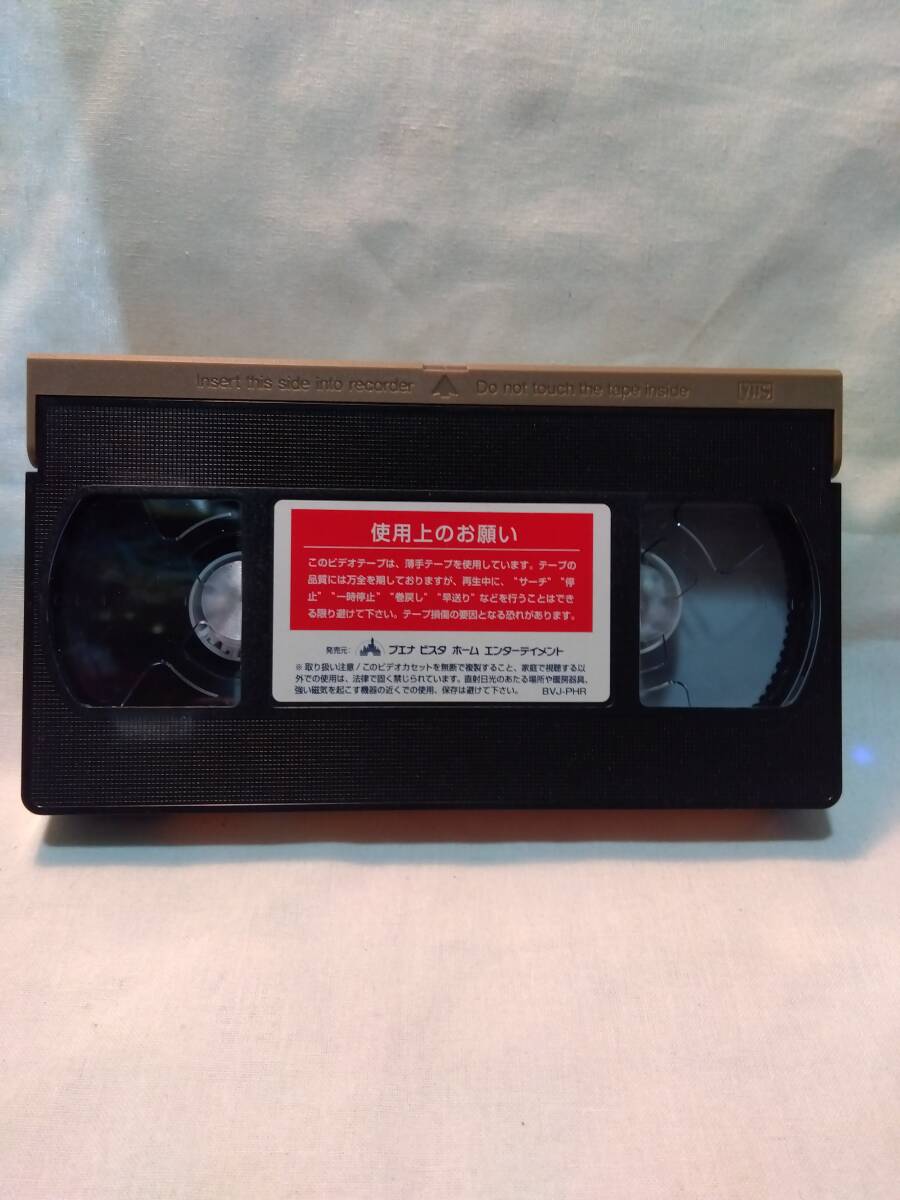 Insert this side into recorder Do not touch the tape inside VHS
使用上のお願い
このビデオテープは、薄手テープを使用しています。テープの
品質には万全を期しておりますが、再生中に、“サーチ”“停
止”“一時停止”“巻戻し”“早送り”などを行うことはでき
る限り避けて下さい。テープ損傷の要因となる恐れがあります。
発売元: ブエナ ビスタ ホーム エンターテイメント
※ 取り扱い注意/このビデオカセットを無断で複製すること、家庭で視聴する以
外での使用は、法律で固く禁じられています。直射日光のあたる場所や暖房器具、
強い磁気を起こす機器の近くでの使用、保存は避けて下さい。 BVJ-PHR